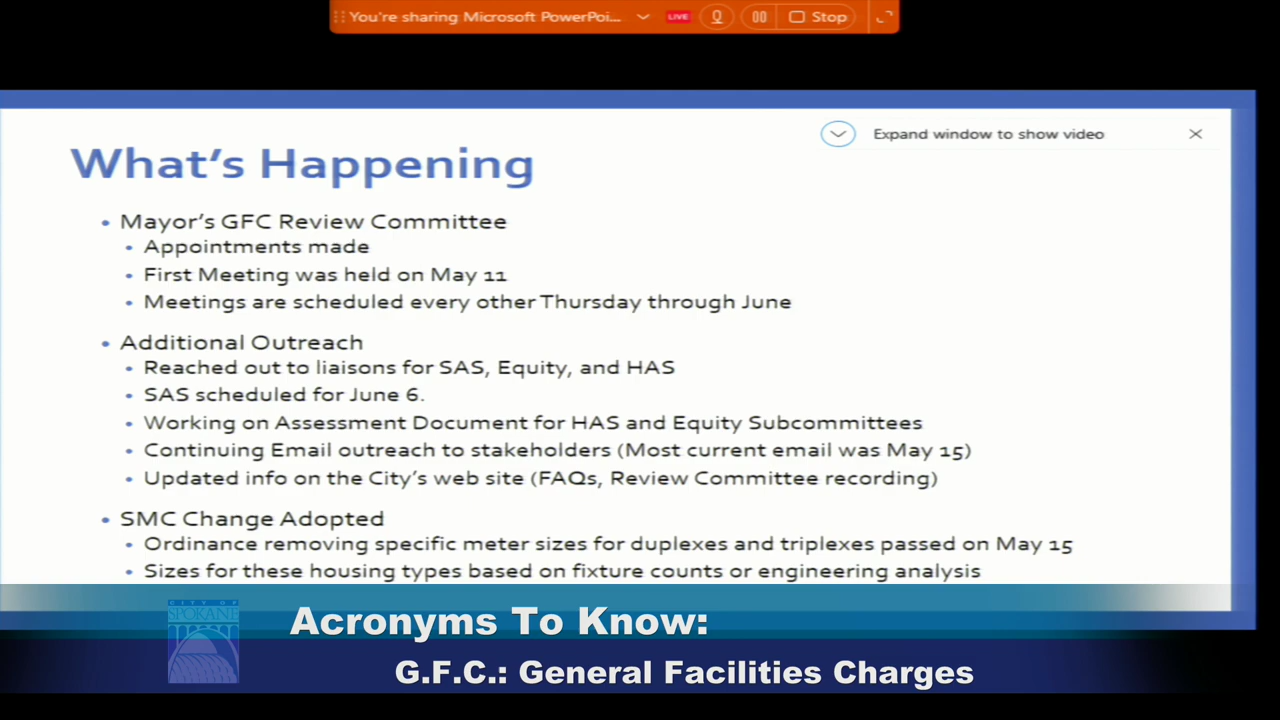 You're sharing Microsoft PowerPoi...
LIVE
Stop
Expand window to show video
What's Happening
• Mayor's GFC Review Committee
• Appointments made
• First Meeting was held on May 11
• Meetings are scheduled every other Thursday through June
• Additional Outreach
• Reached out to liaisons for SAS, Equity, and HAS
• SAS scheduled for June 6.
• Working on Assessment Document for HAS and Equity Subcommittees
• Continuing Email outreach to stakeholders (Most current email was May 15)
• Updated info on the City's web site (FAQs, Review Committee recording)
• SMC Change Adopted
• Ordinance removing specific meter sizes for duplexes and triplexes passed on May 15
• Sizes for these housing types based on fixture counts or engineering analysis
CITY OF
SPOKANE
Acronyms To Know:
G.F.C.: General Facilities Charges